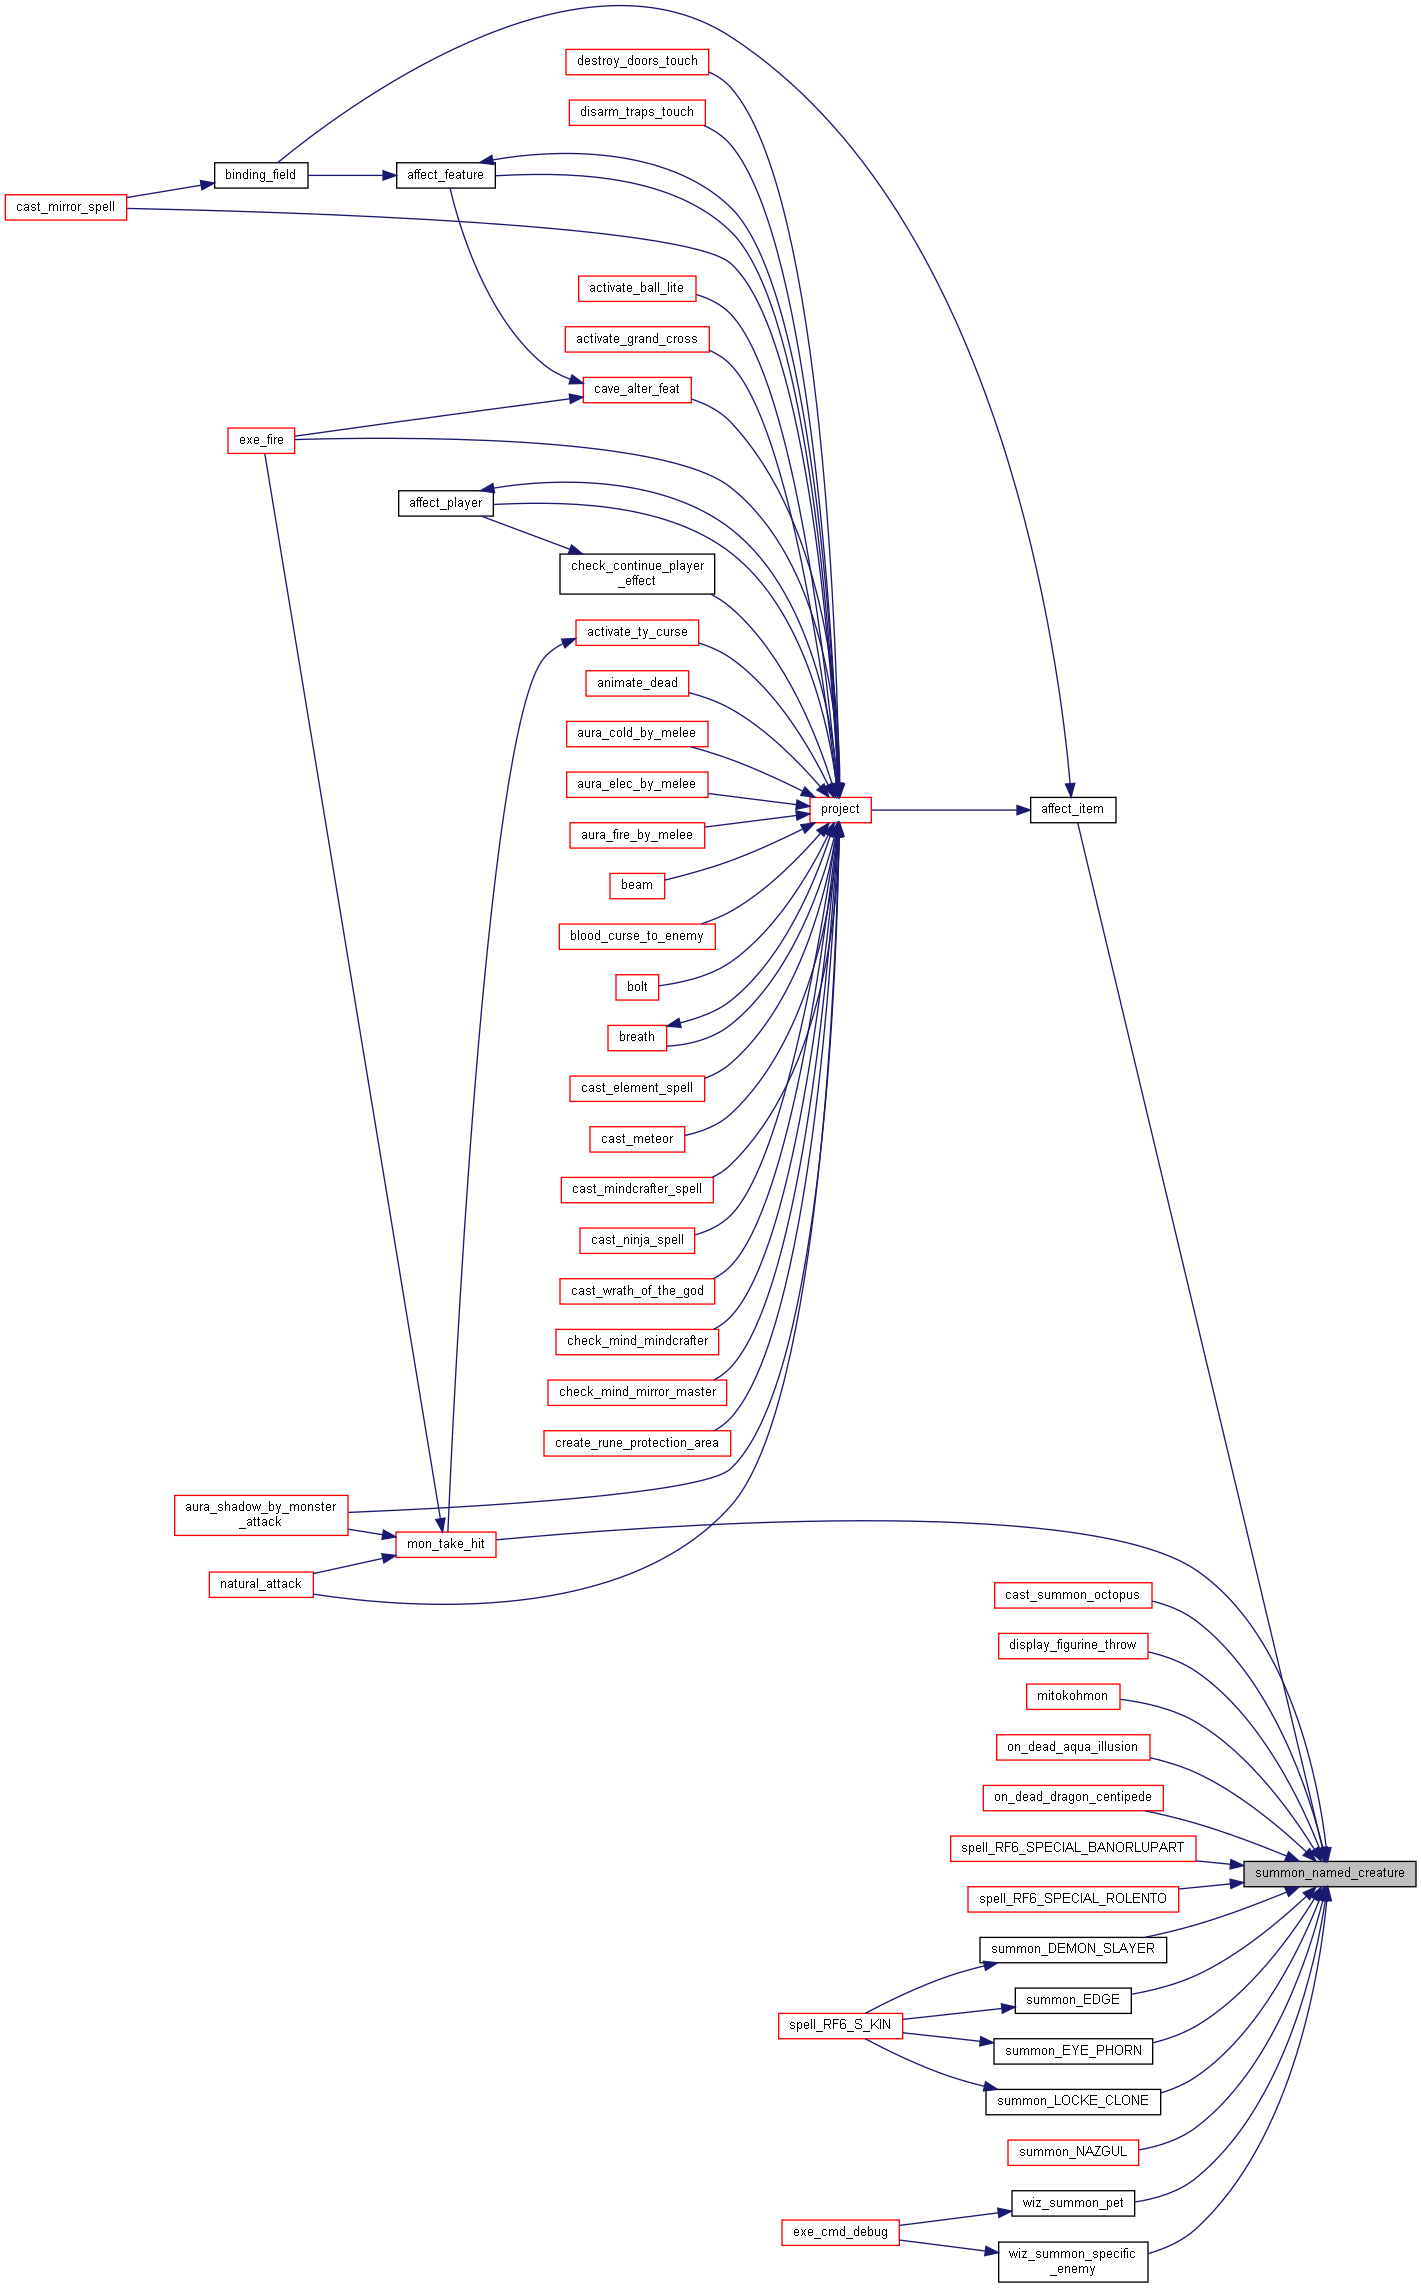 destroy_doors_touch
disarm_traps_touch
binding_field
affect_feature
cast_mirror_spell
activate_ball_lite
activate_grand_cross
cave_alter_feat
exe_fire
affect_player
check_continue_player
_effect
activate_ty_curse
animate_dead
aura_cold_by_melee
aura_elec_by_melee
project
affect_item
aura_fire_by_melee
beam
blood_curse_to_enemy
bolt
breath
cast_element_spell
cast_meteor
cast_mindcrafter_spell
cast_ninja_spell
cast_wrath_of_the_god
check_mind_mindcrafter
check_mind_mirror_master
create_rune_protection_area
aura_shadow_by_monster
_attack
mon_take_hit
natural_attack
cast_summon_octopus
display_figurine_throw
mitokohmon
on_dead_aqua_illusion
on_dead_dragon_centipede
spell_RF6_SPECIAL_BANORLUPART
summon_named_creature
spell_RF6_SPECIAL_ROLENTO
summon_DEMON_SLAYER
summon_EDGE
spell_RF6_S_KIN
summon_EYE_PHORN
summon_LOCKE_CLONE
summon_NAZGUL
wiz_summon_pet
exe_cmd_debug
wiz_summon_specific
_enemy